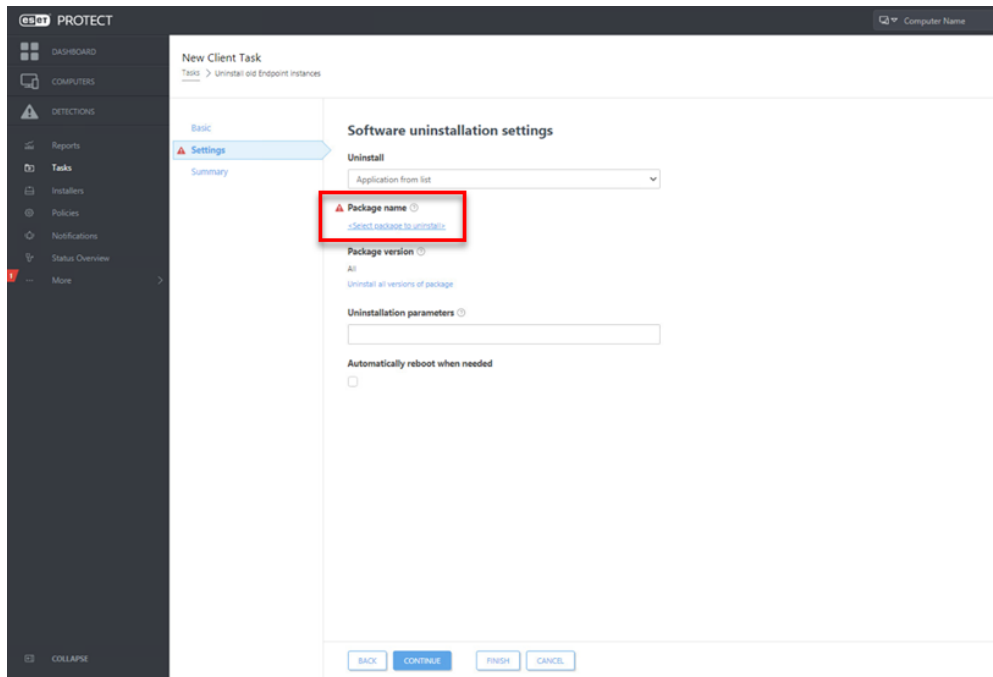 eset PROTECT
Computer Name
DASHBOARD
COMPUTERS
DETECTIONS
Reports
Tasks
Installers
Policies
Notifications
Status Overview
More
COLLAPSE
New Client Task
Tasks > Uninstall old Endpoint instances
Basic
Settings
Summary
Software uninstallation settings
Uninstall
Application from list
Package name
<Select package to uninstall>
Package version
All
Uninstall all versions of package
Uninstallation parameters
Automatically reboot when needed
BACK CONTINUE FINISH CANCEL